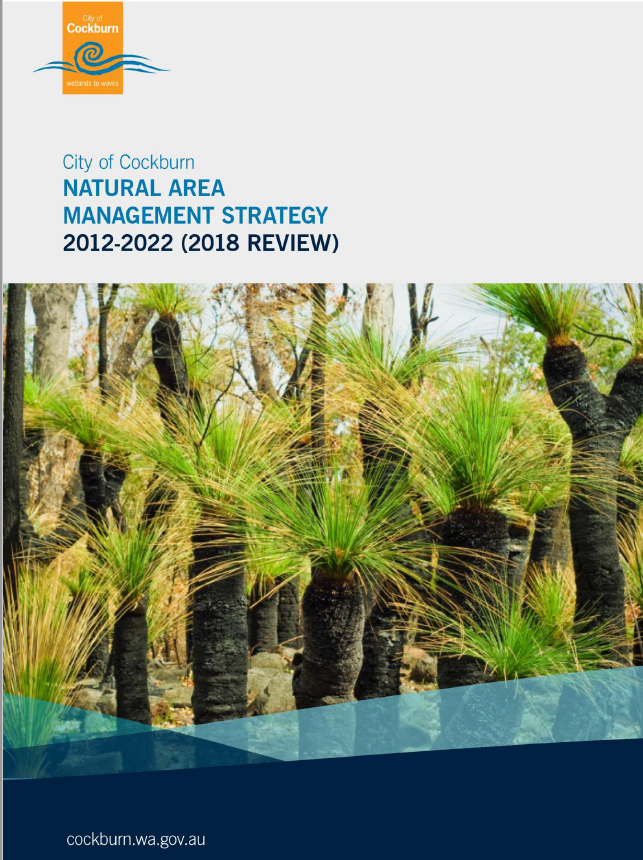 City of
Cockburn
wetlands to waves
City of Cockburn
NATURAL AREA
MANAGEMENT STRATEGY
2012-2022 (2018 REVIEW)
cockburn.wa.gov.au